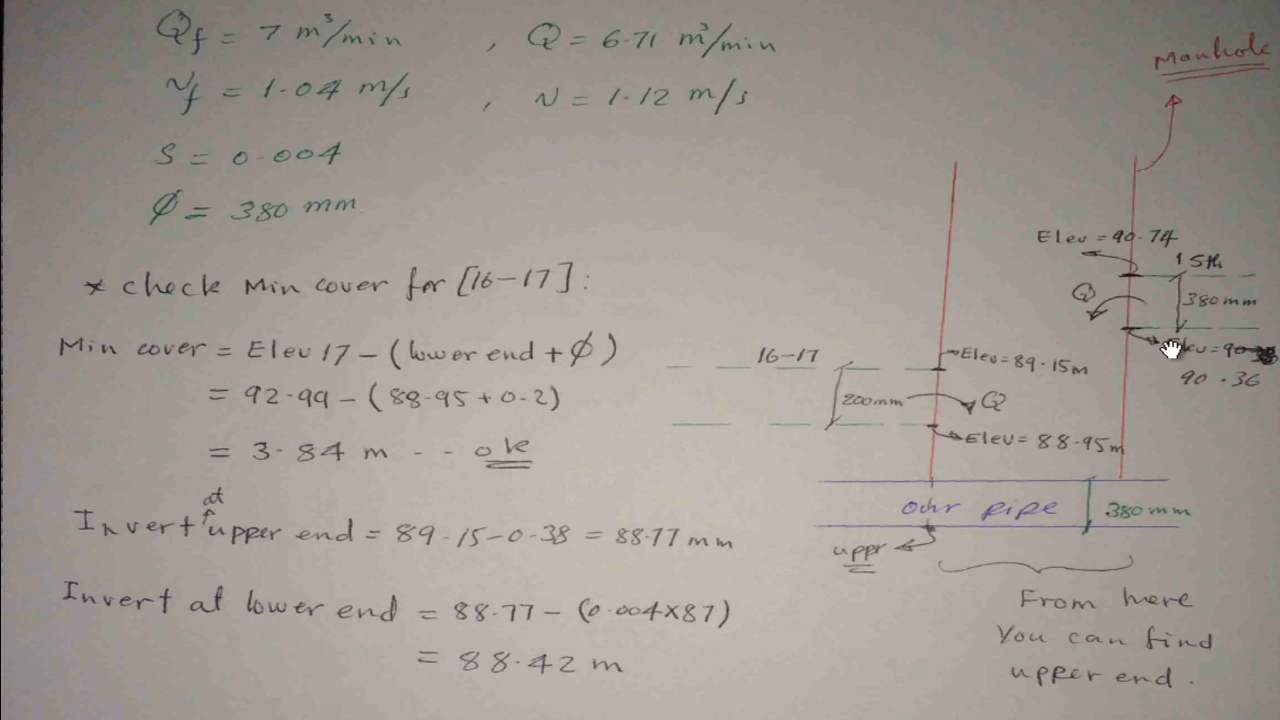 Qf = 7 m³/min , Q = 6.71 m³/min
Vf = 1.04 m/s , V = 1.12 m/s
S = 0.004
Ø = 380 mm
* check Min cover for [16-17]:
Min cover = Elev 17 - (lower end + Ø)
= 92.99 - (88.95 + 0.2)
= 3.84 m - - ok
Invert at upper end = 89.15 - 0.38 = 88.77 mm
Invert at lower end = 88.77 - (0.004 x 87)
= 88.42 m
Manhole
Elev = 90.74
15th
Q
380 mm
90.36
16-17
Elev = 89.15m
200mm
Q
Elev = 88.95m
our pipe
380 mm
uppr
From here
You can find
upper end.